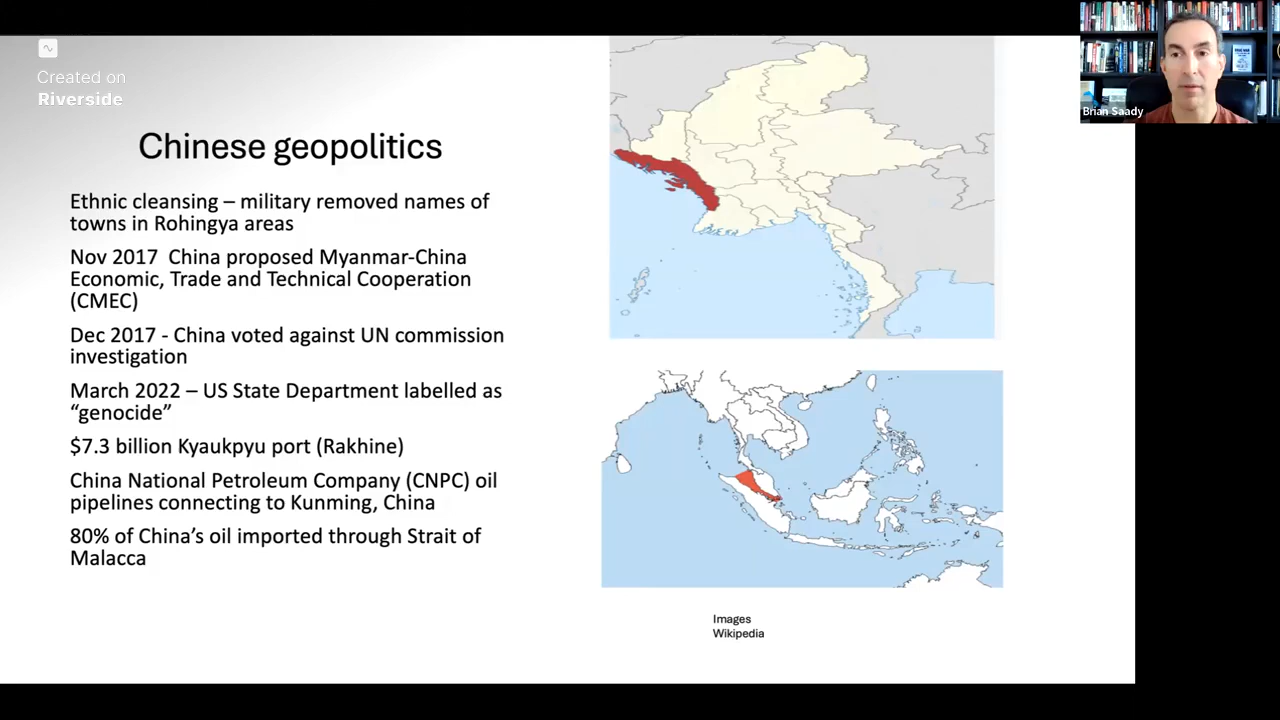 Created on
Riverside
Brian Saady
Chinese geopolitics
Ethnic cleansing – military removed names of
towns in Rohingya areas
Nov 2017  China proposed Myanmar-China
Economic, Trade and Technical Cooperation
(CMEC)
Dec 2017 - China voted against UN commission
investigation
March 2022 – US State Department labelled as
“genocide”
$7.3 billion Kyaukpyu port (Rakhine)
China National Petroleum Company (CNPC) oil
pipelines connecting to Kunming, China
80% of China’s oil imported through Strait of
Malacca
Images
Wikipedia